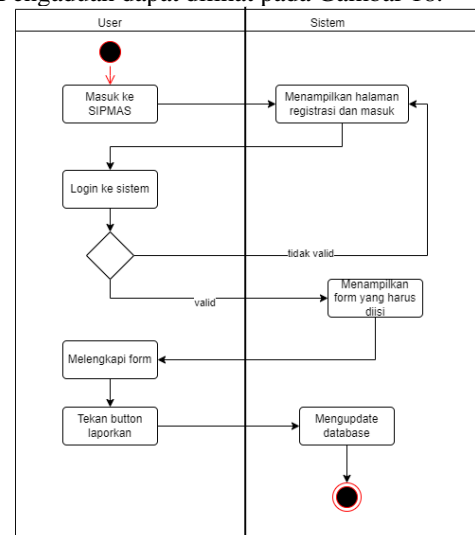 Pengaduan dapat dilihat pada Gambar 10.
User
Sistem
Masuk ke
SIPMAS
Menampilkan halaman
registrasi dan masuk
Login ke sistem
tidak valid
valid
Menampilkan
form yang harus
diisi
Melengkapi form
Tekan button
laporkan
Mengupdate
database